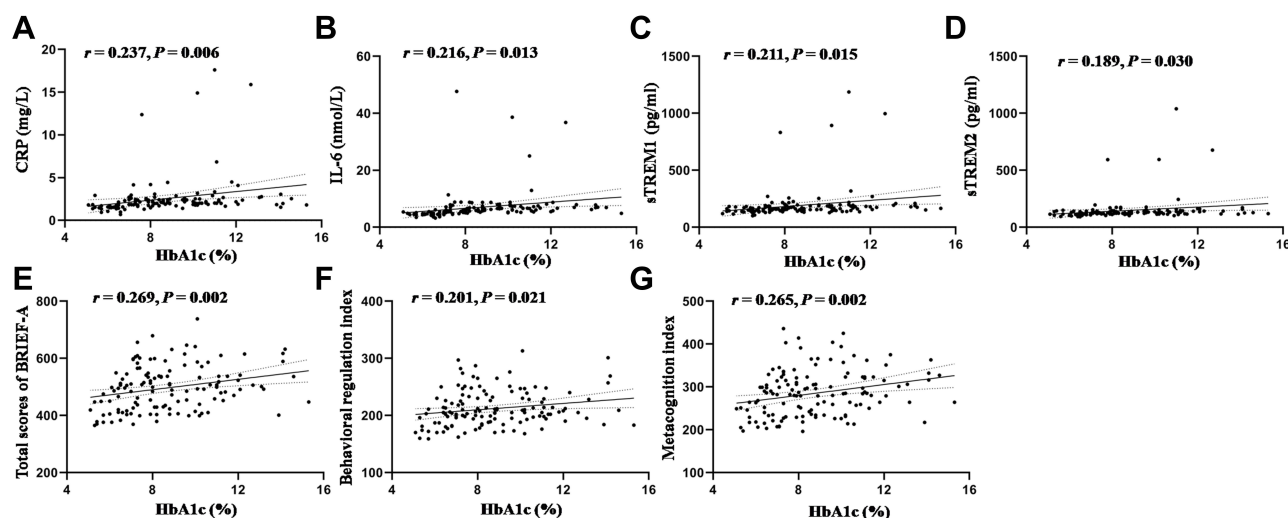 A
r = 0.237, P = 0.006
CRP (mg/L)
20
15
10
5
0
4 8 12 16
HbA1c (%)
B
r = 0.216, P = 0.013
IL-6 (nmol/L)
60
40
20
0
4 8 12 16
HbA1c (%)
C
r = 0.211, P = 0.015
sTREM1 (pg/ml)
1500
1000
500
0
4 8 12 16
HbA1c (%)
D
r = 0.189, P = 0.030
sTREM2 (pg/ml)
1500
1000
500
0
4 8 12 16
HbA1c (%)
E
r = 0.269, P = 0.002
Total scores of BRIEF-A
800
600
400
200
4 8 12 16
HbA1c (%)
F
r = 0.201, P = 0.021
Behavioral regulation index
400
300
200
100
4 8 12 16
HbA1c (%)
G
r = 0.265, P = 0.002
Metacognition index
500
400
300
200
100
4 8 12 16
HbA1c (%)